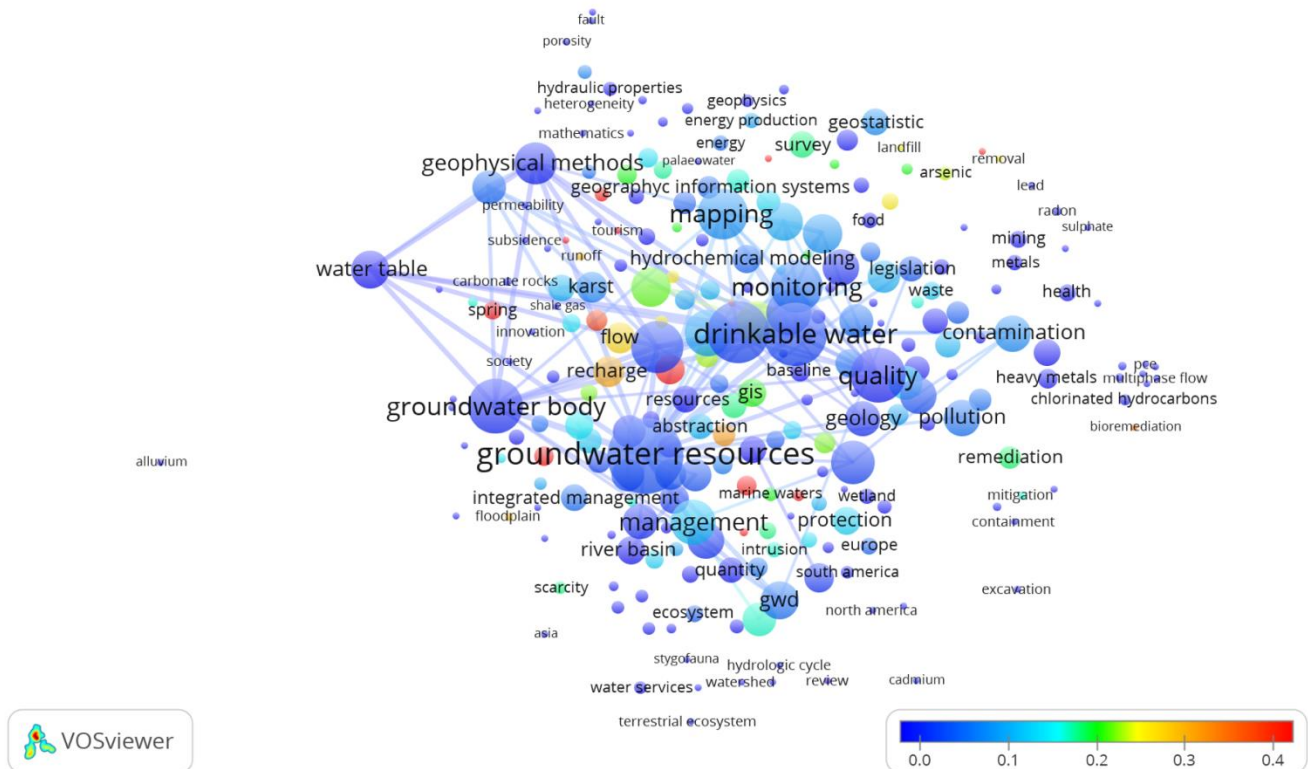 fault
porosity
hydraulic properties
heterogeneity
geophysics
energy production
geostatistic
mathematics
energy
survey
landfill
geophysical methods
palaeowater
removal
arsenic
geographyc information systems
lead
permeability
mapping
food
radon
tourism
sulphate
subsidence
mining
runoff
hydrochemical modeling
metals
water table
legislation
carbonate rocks
karst
monitoring
waste
health
shale gas
spring
innovation
flow
drinkable water
contamination
society
recharge
baseline
quality
pce
heavy metals
multiphase flow
gis
resources
chlorinated hydrocarbons
groundwater body
geology
pollution
abstraction
bioremediation
groundwater resources
alluvium
remediation
integrated management
marine waters
wetland
mitigation
floodplain
management
protection
containment
river basin
intrusion
europe
quantity
south america
scarcity
excavation
gwd
ecosystem
north america
asia
stygofauna
hydrologic cycle
water services
watershed
review
cadmium
terrestrial ecosystem
VOSviewer
0.0 0.1 0.2 0.3 0.4